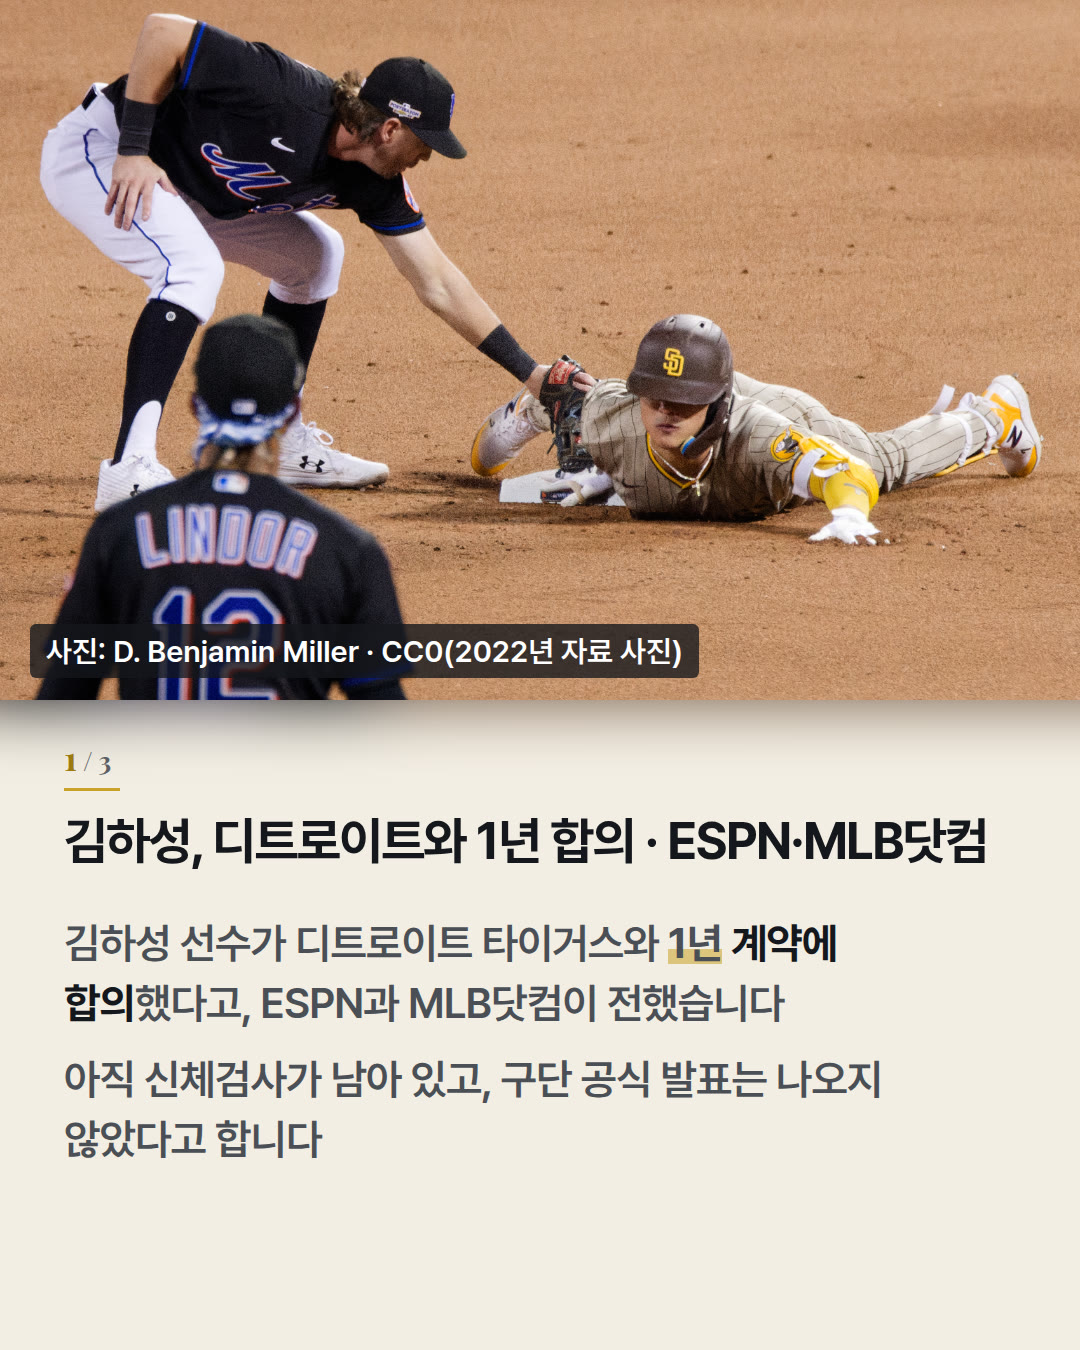 Mets
SD
LINDOR
12
사진: D. Benjamin Miller · CC0(2022년 자료 사진)
1 / 3
김하성, 디트로이트와 1년 합의 · ESPN·MLB닷컴
김하성 선수가 디트로이트 타이거스와 1년 계약에
합의했다고, ESPN과 MLB닷컴이 전했습니다
아직 신체검사가 남아 있고, 구단 공식 발표는 나오지
않았다고 합니다